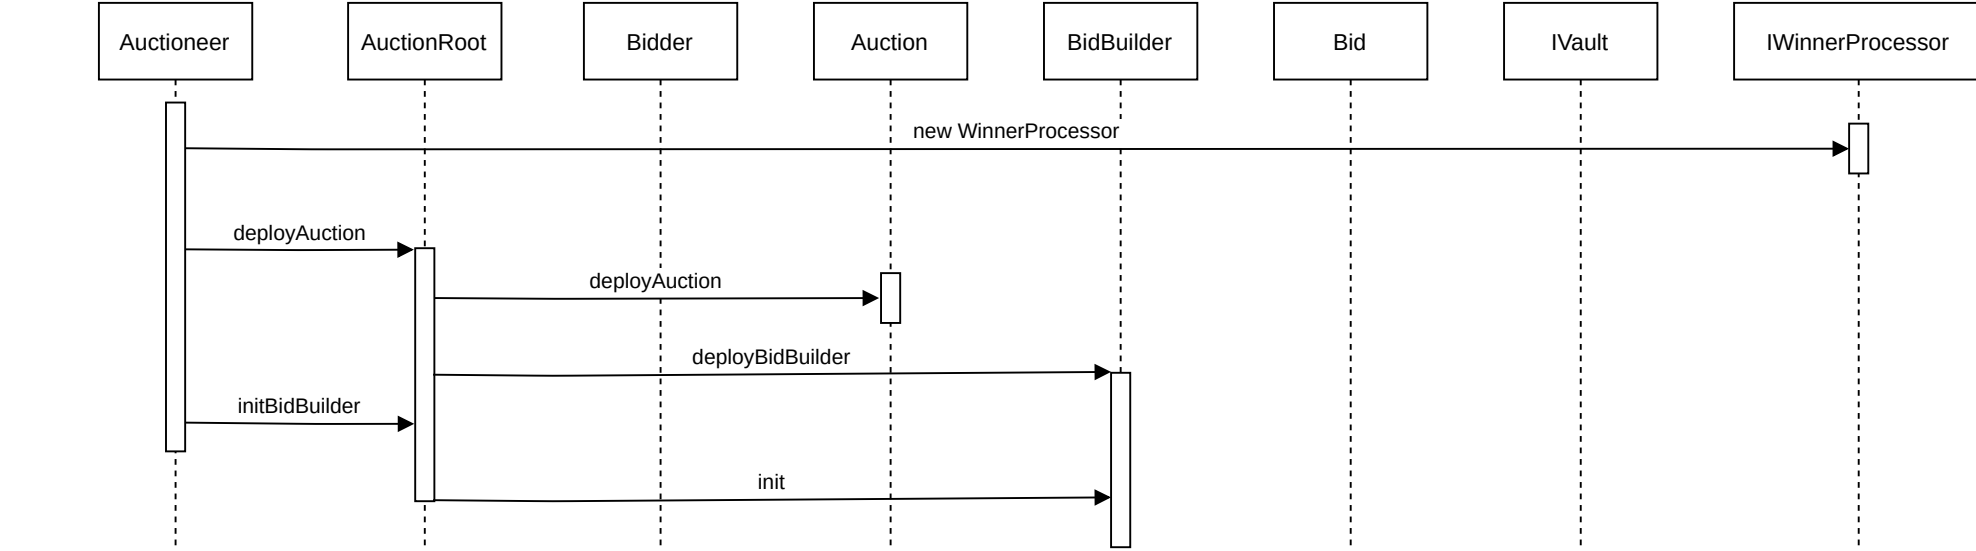 Auctioneer
AuctionRoot
Bidder
Auction
BidBuilder
Bid
IVault
IWinnerProcessor
new WinnerProcessor
deployAuction
deployAuction
deployBidBuilder
initBidBuilder
init